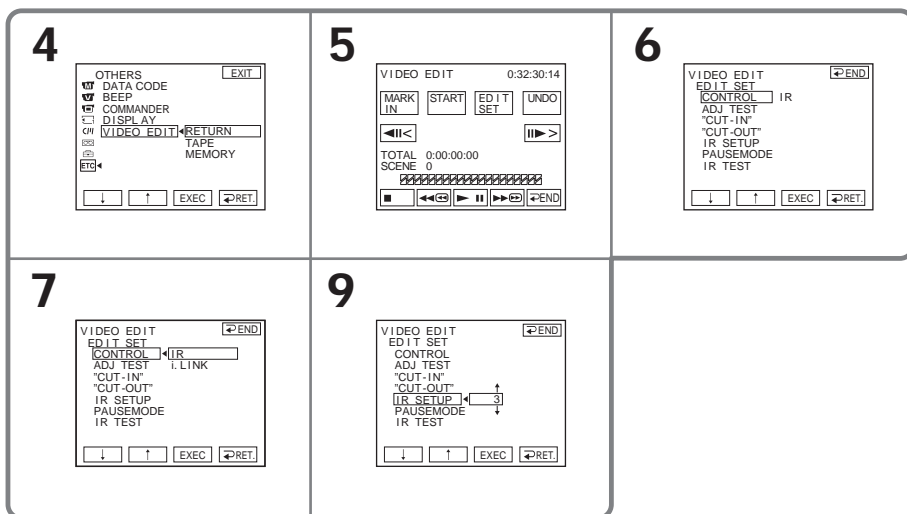 4
OTHERS EXIT
DATA CODE
BEEP
COMMANDER
DISPLAY
VIDEO EDIT RETURN
TAPE
MEMORY
ETC
↓ ↑ EXEC RET.
5
VIDEO EDIT 0:32:30:14
MARK IN START EDIT SET UNDO
TOTAL 0:00:00:00
SCENE 0
END
6
VIDEO EDIT END
EDIT SET
CONTROL IR
ADJ TEST
"CUT-IN"
"CUT-OUT"
IR SETUP
PAUSEMODE
IR TEST
↓ ↑ EXEC RET.
7
VIDEO EDIT END
EDIT SET
CONTROL IR
ADJ TEST i.LINK
"CUT-IN"
"CUT-OUT"
IR SETUP
PAUSEMODE
IR TEST
↓ ↑ EXEC RET.
9
VIDEO EDIT END
EDIT SET
CONTROL
ADJ TEST
"CUT-IN"
"CUT-OUT"
IR SETUP 3
PAUSEMODE
IR TEST
↓ ↑ EXEC RET.